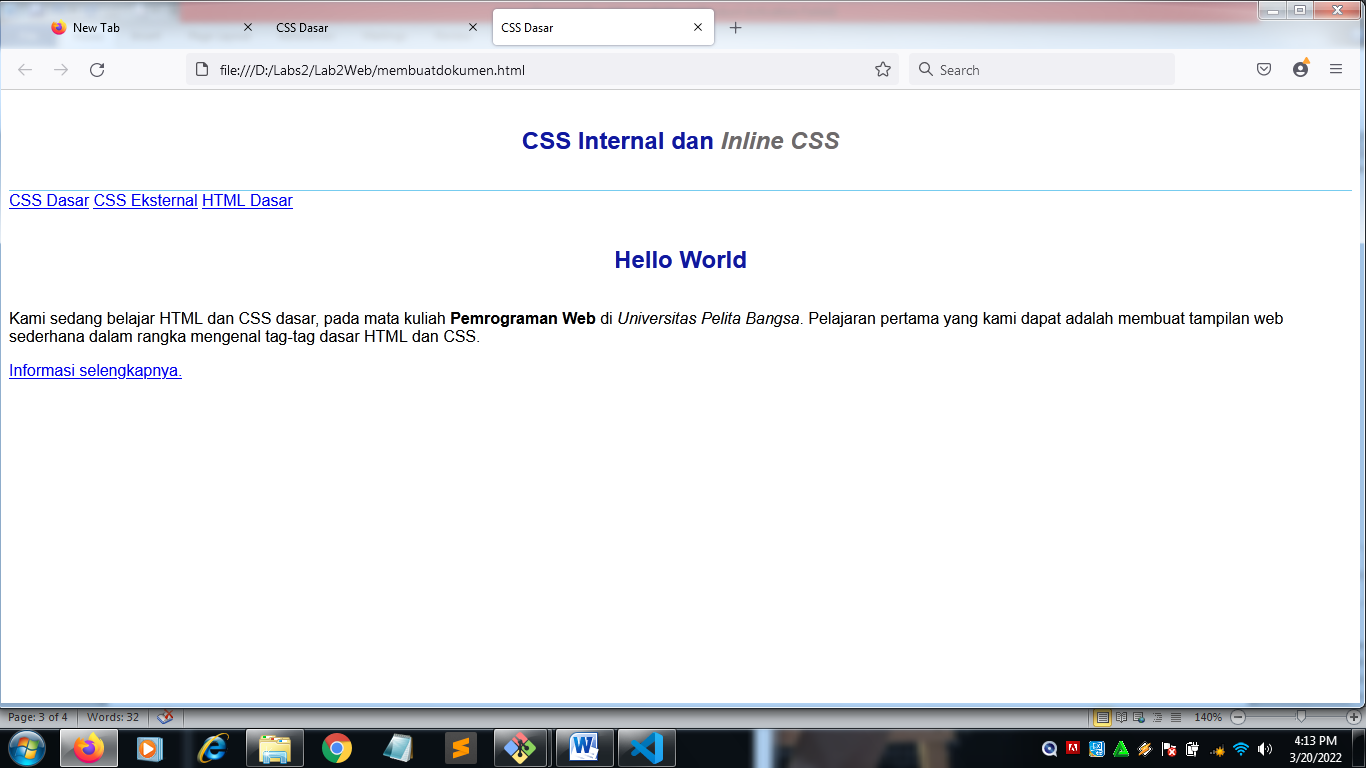 New Tab
CSS Dasar
CSS Dasar
file:///D:/Labs2/Lab2Web/membuatdokumen.html
Search
CSS Internal dan Inline CSS
CSS Dasar CSS Eksternal HTML Dasar
Hello World
Kami sedang belajar HTML dan CSS dasar, pada mata kuliah Pemrograman Web di Universitas Pelita Bangsa. Pelajaran pertama yang kami dapat adalah membuat tampilan web
sederhana dalam rangka mengenal tag-tag dasar HTML dan CSS.
Informasi selengkapnya.
Page: 3 of 4
Words: 32
140%
4:13 PM
3/20/2022